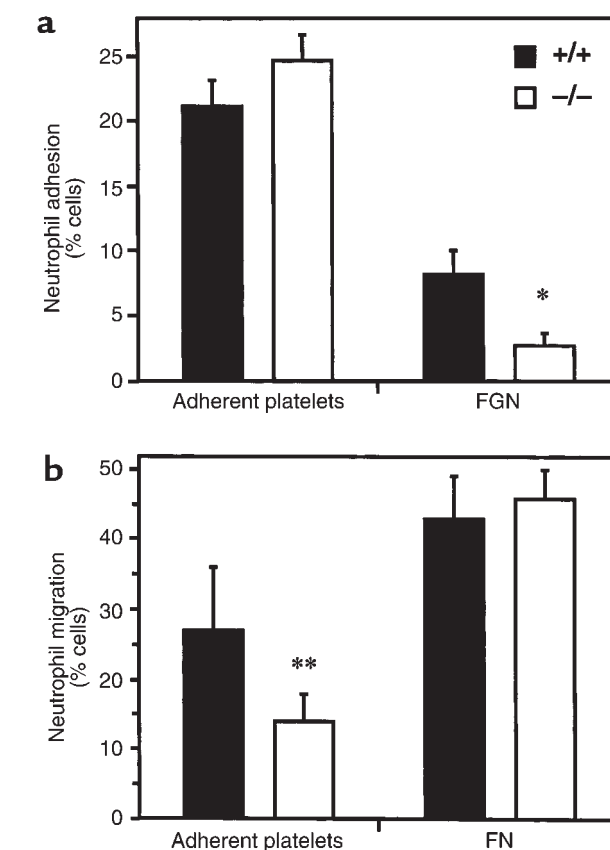 a
+/+
–/–
Neutrophil adhesion
(% cells)
25
20
15
10
5
0
*
Adherent platelets
FGN
b
Neutrophil migration
(% cells)
50
40
30
20
10
0
**
Adherent platelets
FN